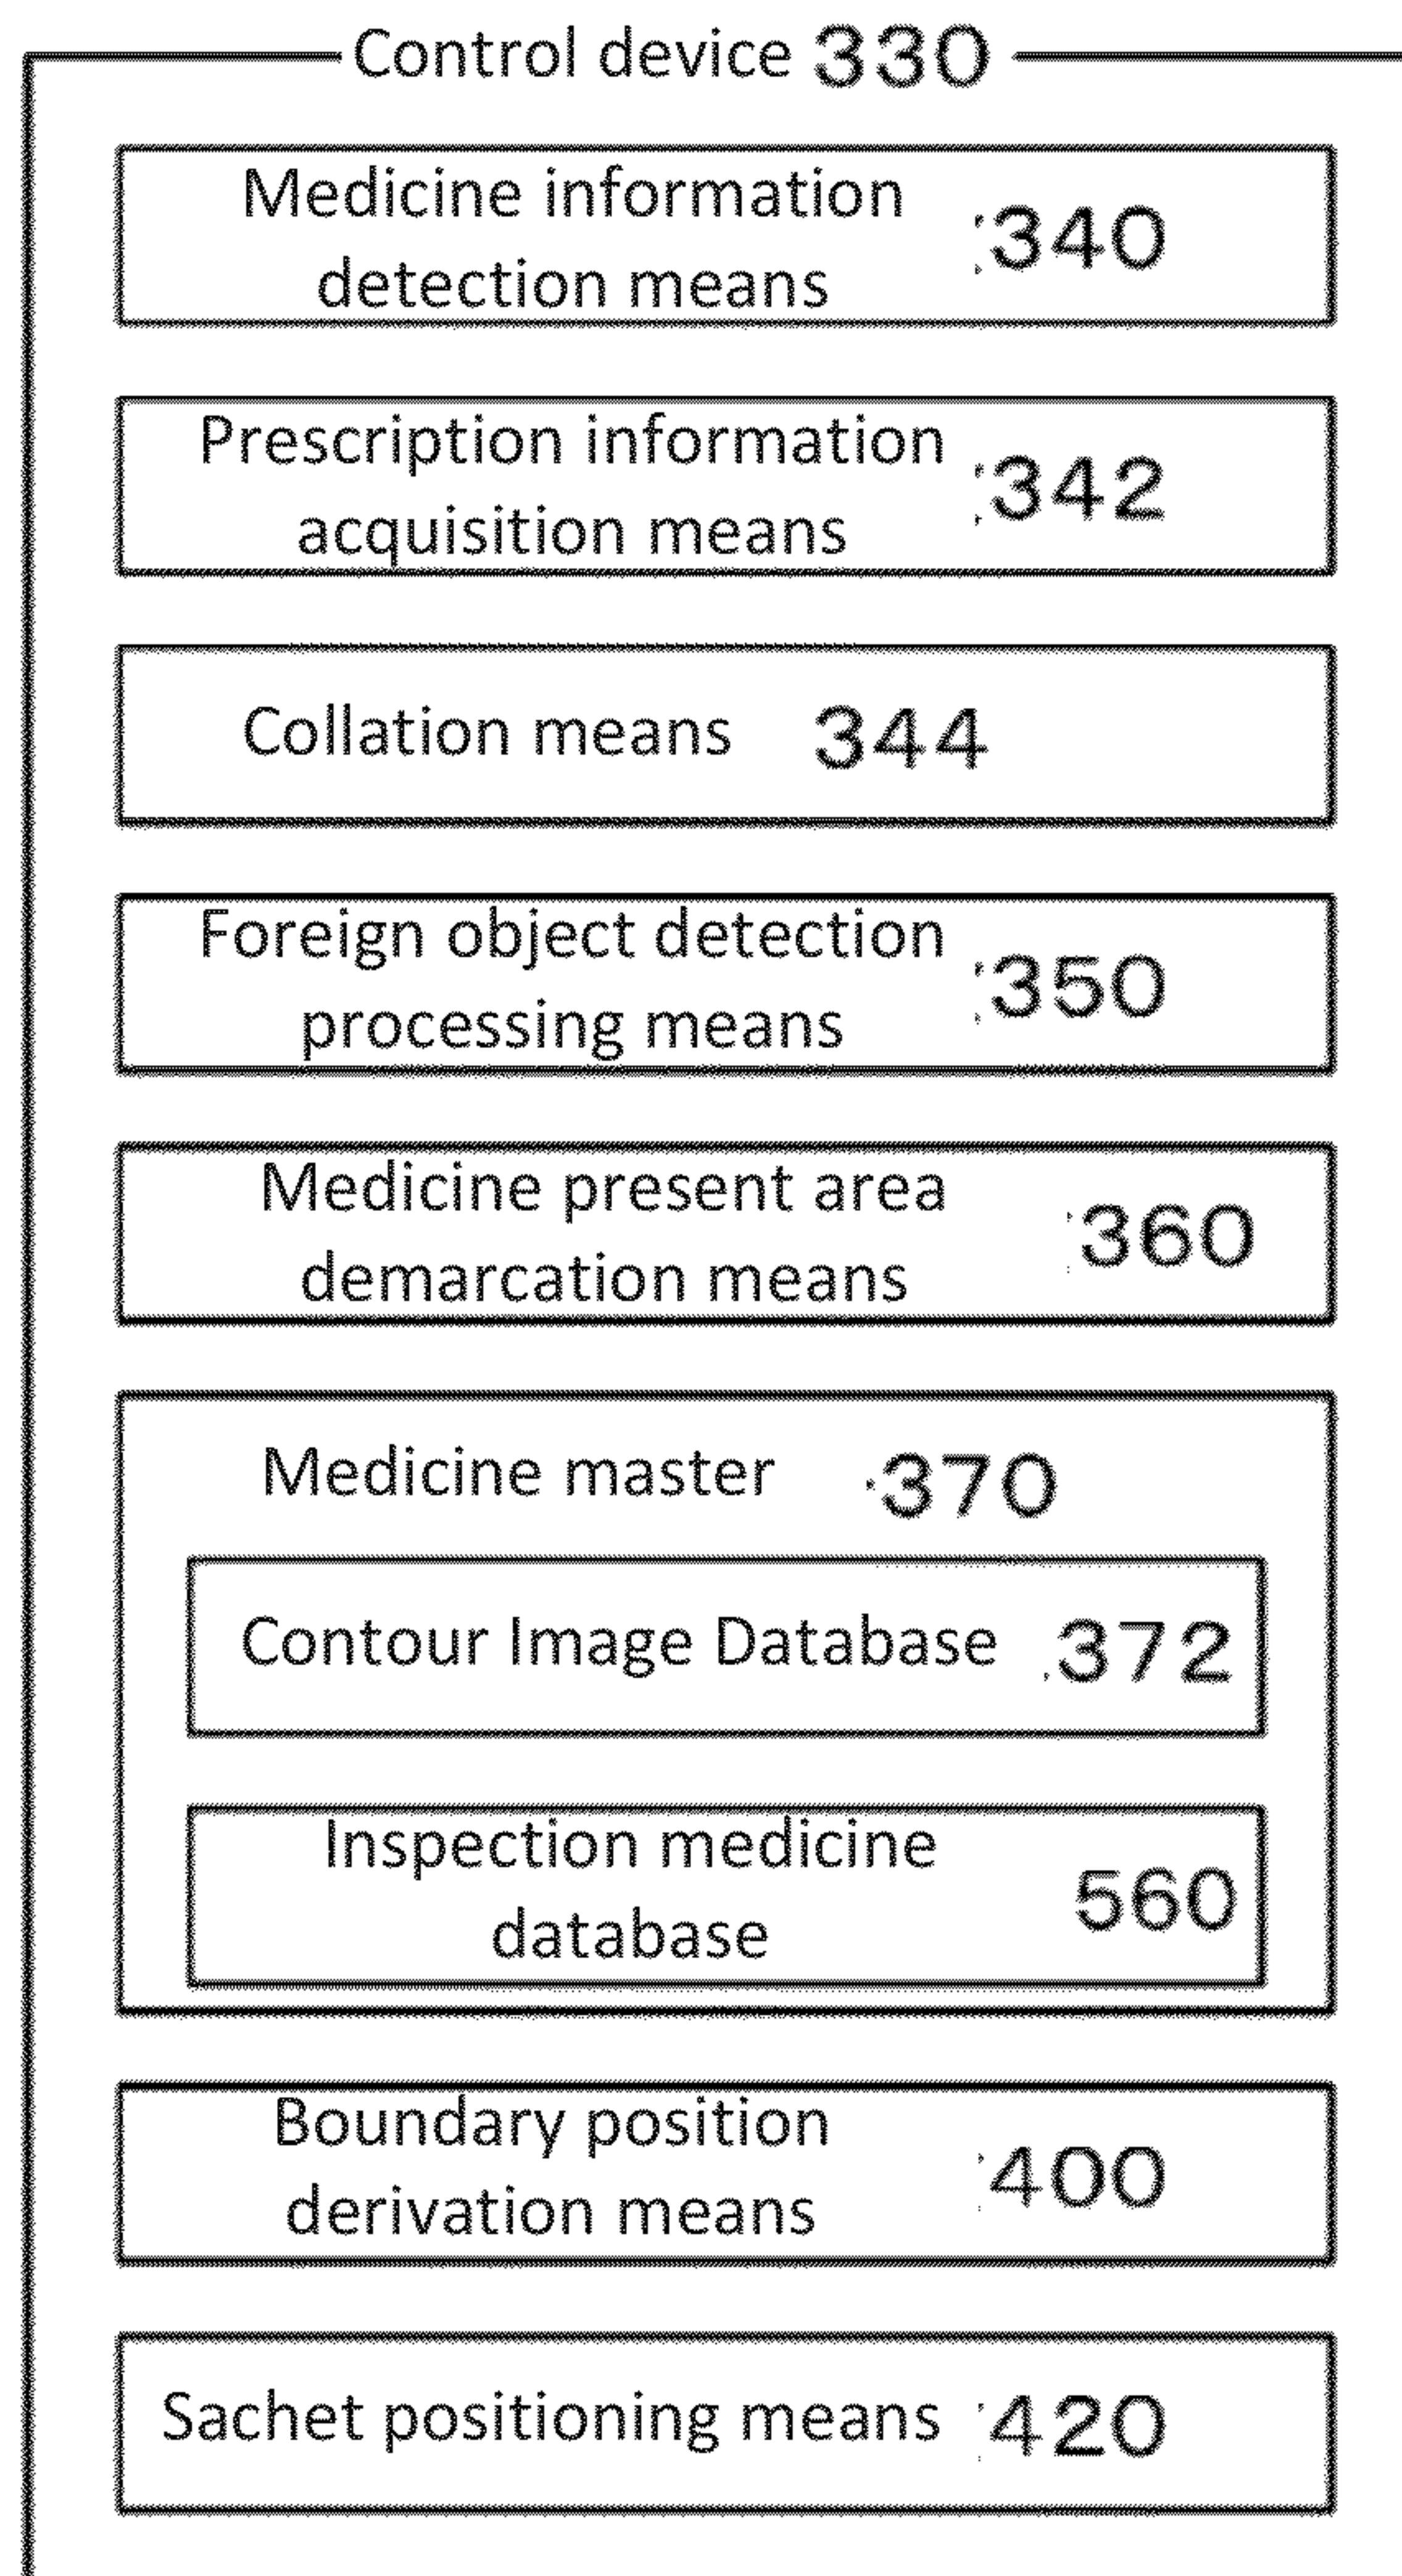 Control device 330
Medicine information
detection means 340
Prescription information
acquisition means 342
Collation means 344
Foreign object detection
processing means 350
Medicine present area
demarcation means 360
Medicine master 370
Contour Image Database 372
Inspection medicine
database 560
Boundary position
derivation means 400
Sachet positioning means 420